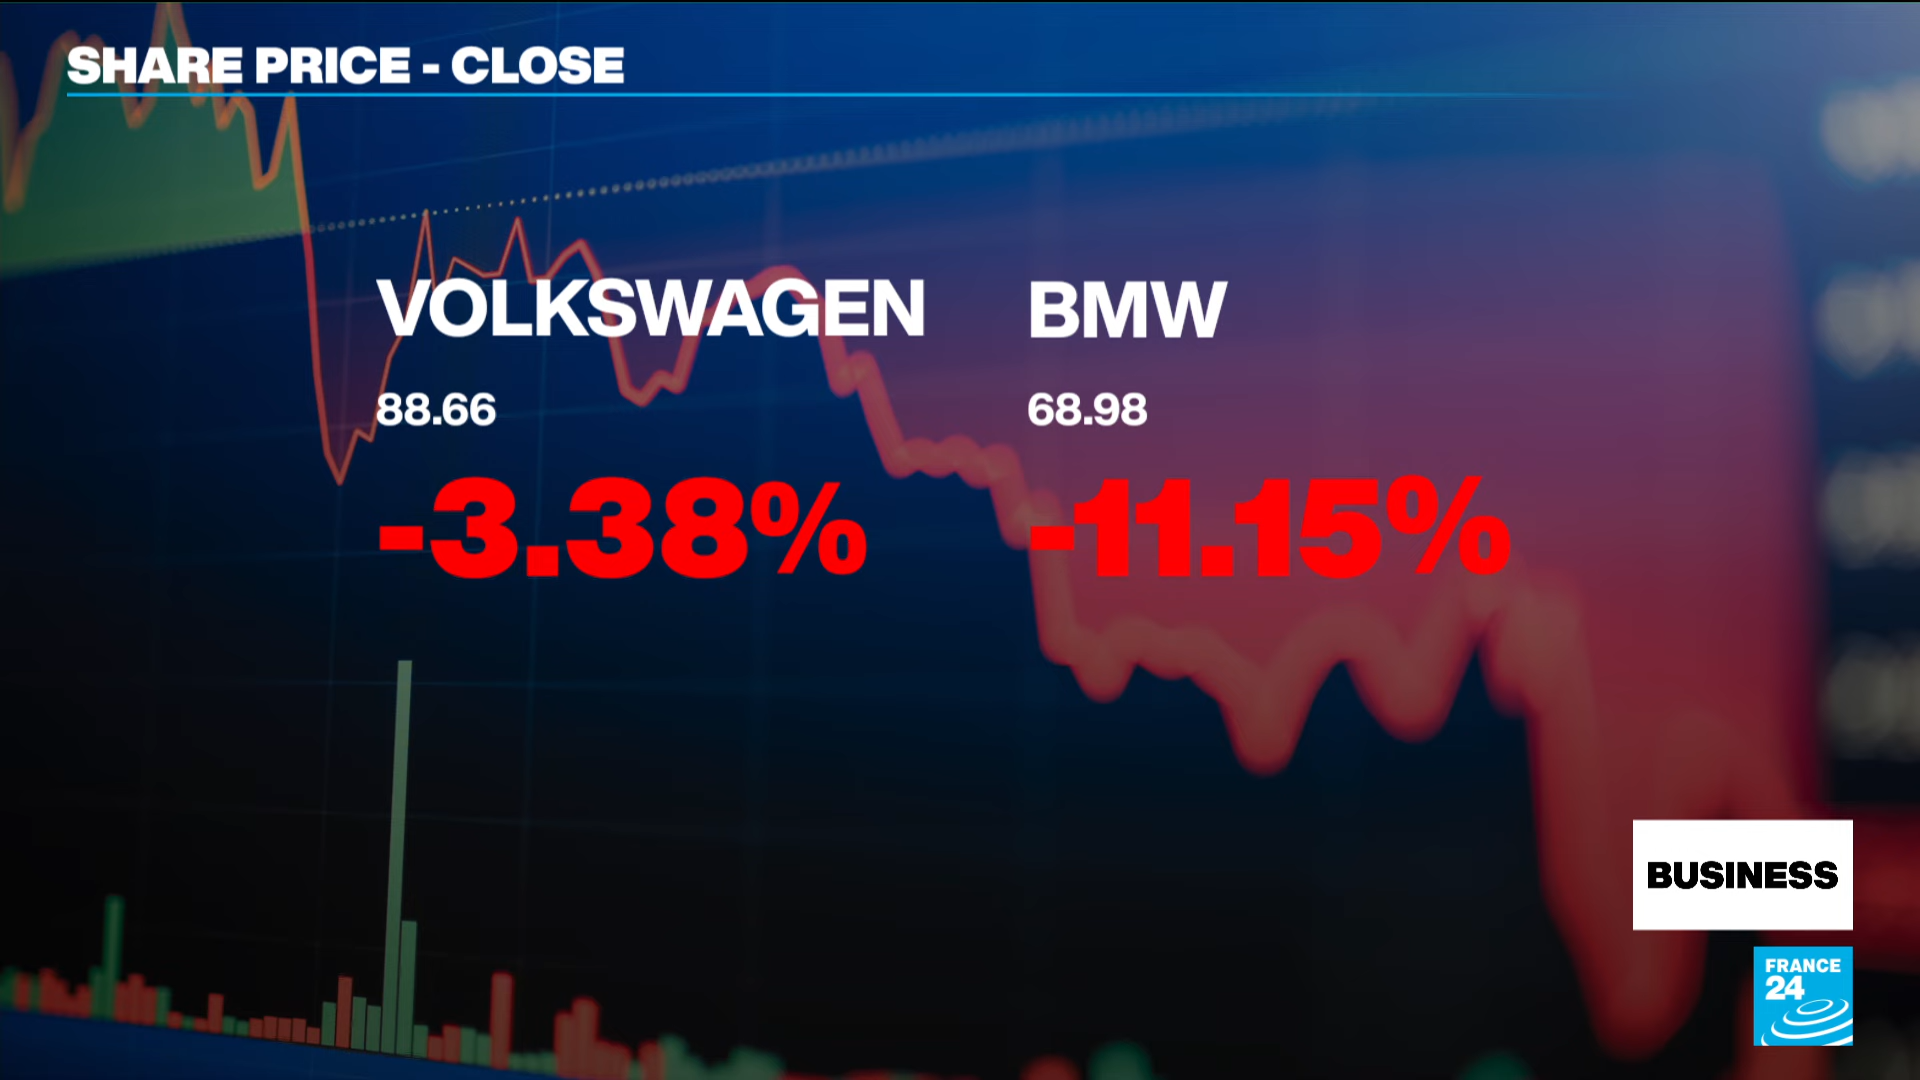 SHARE PRICE - CLOSE
VOLKSWAGEN
88.66
-3.38%
BMW
68.98
-11.15%
BUSINESS
FRANCE
24